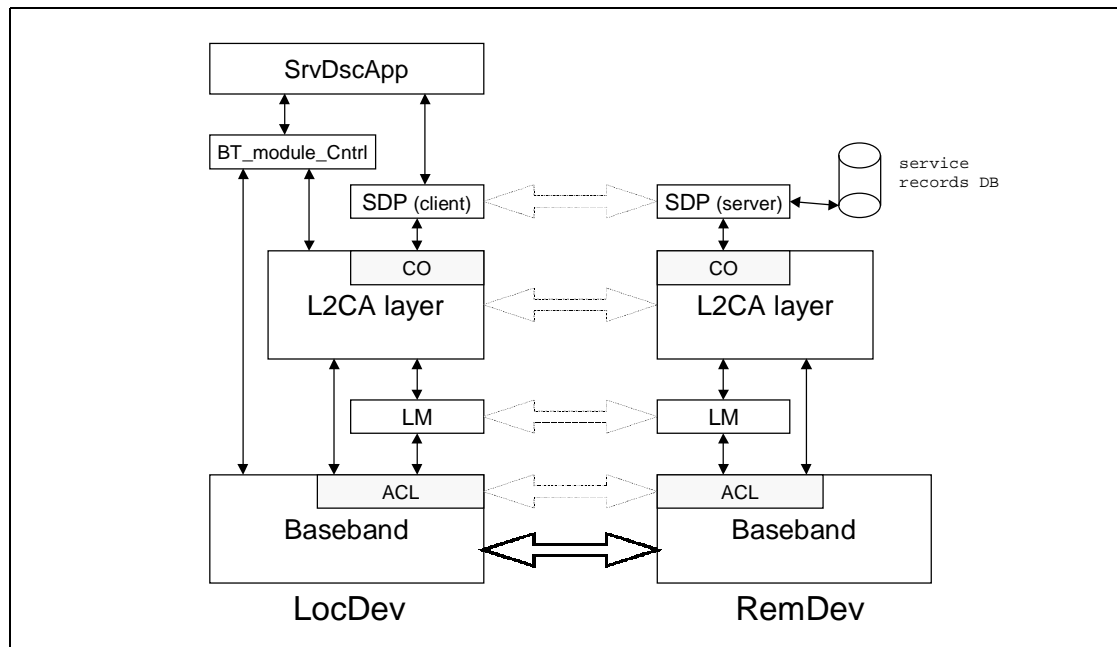 SrvDscApp
BT_module_Cntrl
service
records DB
SDP (client)
SDP (server)
CO
CO
L2CA layer
L2CA layer
LM
LM
ACL
ACL
Baseband
Baseband
LocDev
RemDev